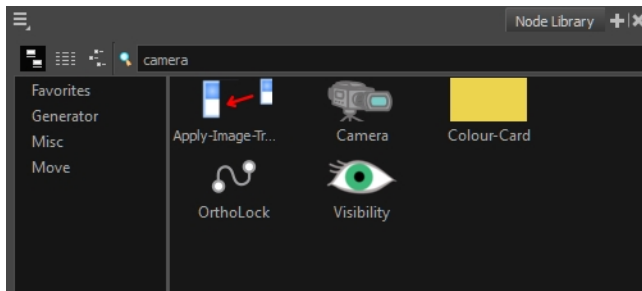 Node Library
camera
Favorites
Generator
Misc
Move
Apply-Image-Tr...
Camera
Colour-Card
OrthoLock
Visibility